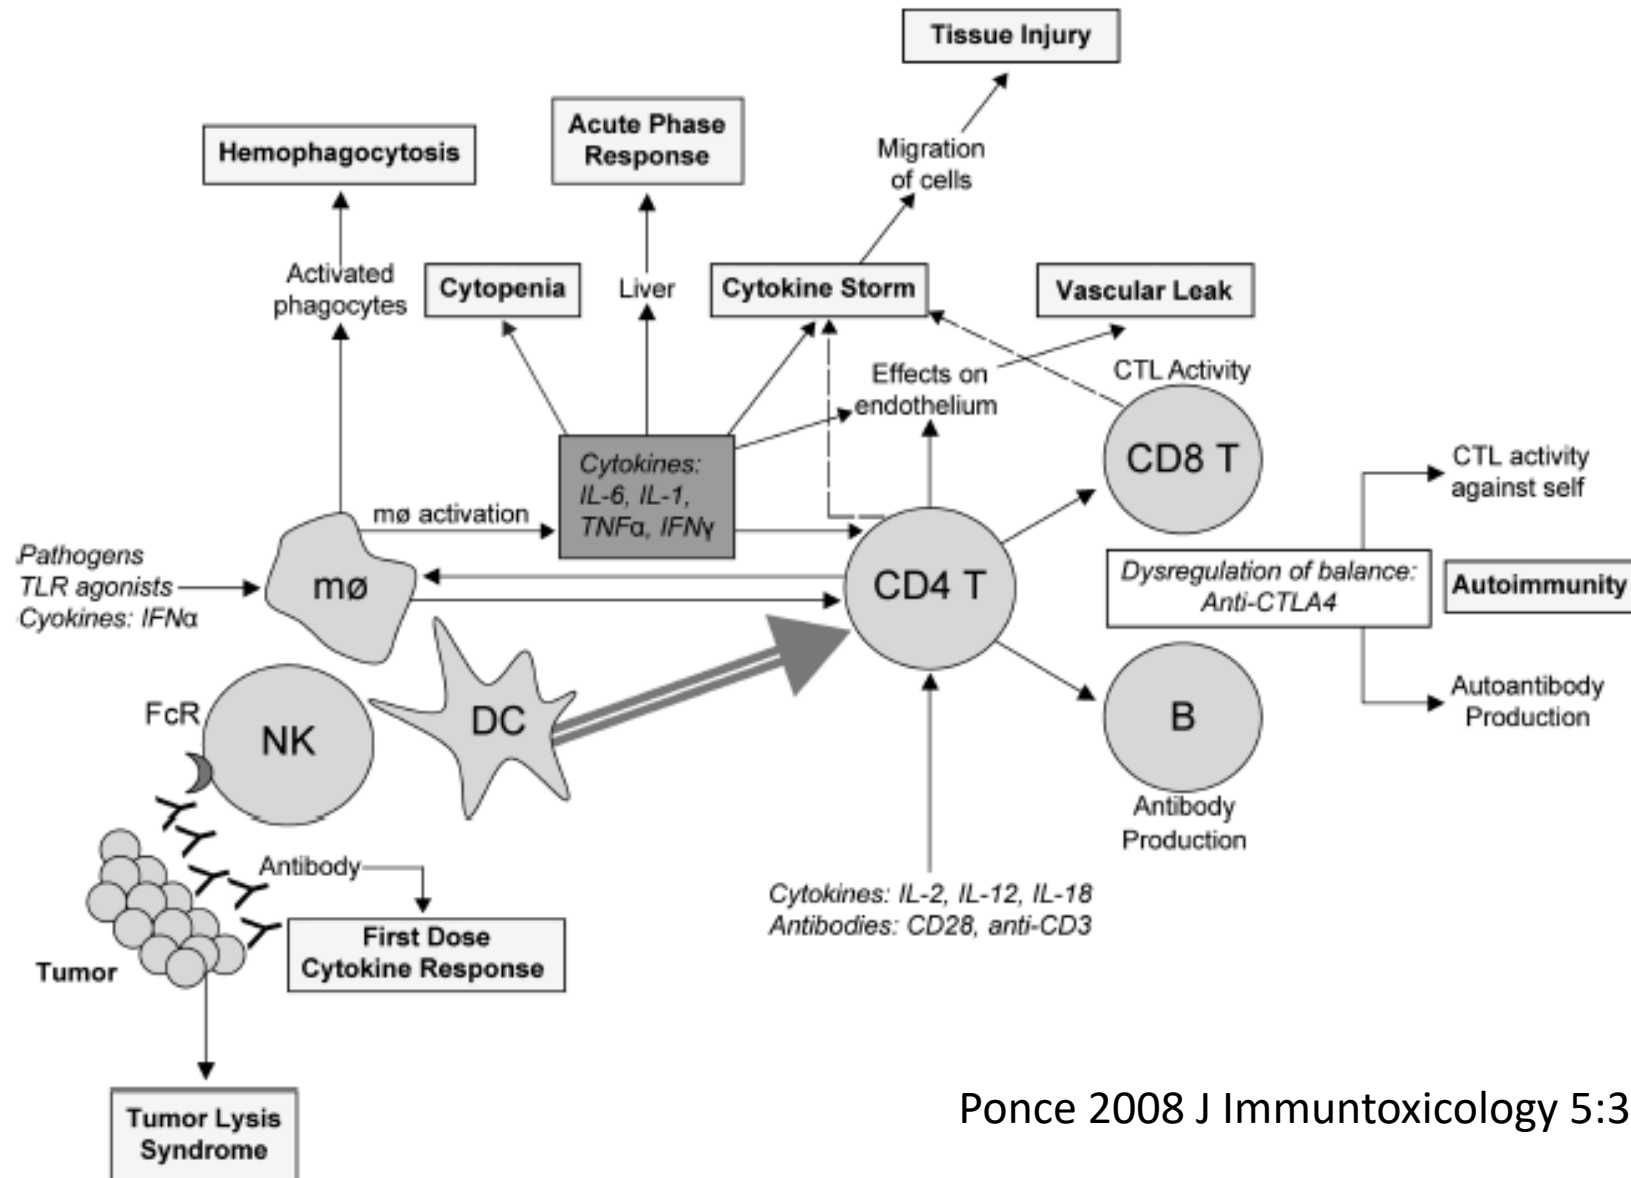 Tissue Injury
Hemophagocytosis
Acute Phase
Response
Migration
of cells
Activated
phagocytes
Cytopenia
Liver
Cytokine Storm
Vascular Leak
Effects on
endothelium
CTL Activity
CD8 T
Cytokines:
IL-6, IL-1,
TNFα, IFNγ
mø activation
CTL activity
against self
Pathogens
TLR agonists
Cyokines: IFNα
mø
CD4 T
Dysregulation of balance:
Anti-CTLA4
Autoimmunity
FcR
NK
DC
B
Autoantibody
Production
Antibody
Production
Antibody
Cytokines: IL-2, IL-12, IL-18
Antibodies: CD28, anti-CD3
First Dose
Cytokine Response
Tumor
Tumor Lysis
Syndrome
Ponce 2008 J Immuntoxicology 5:3